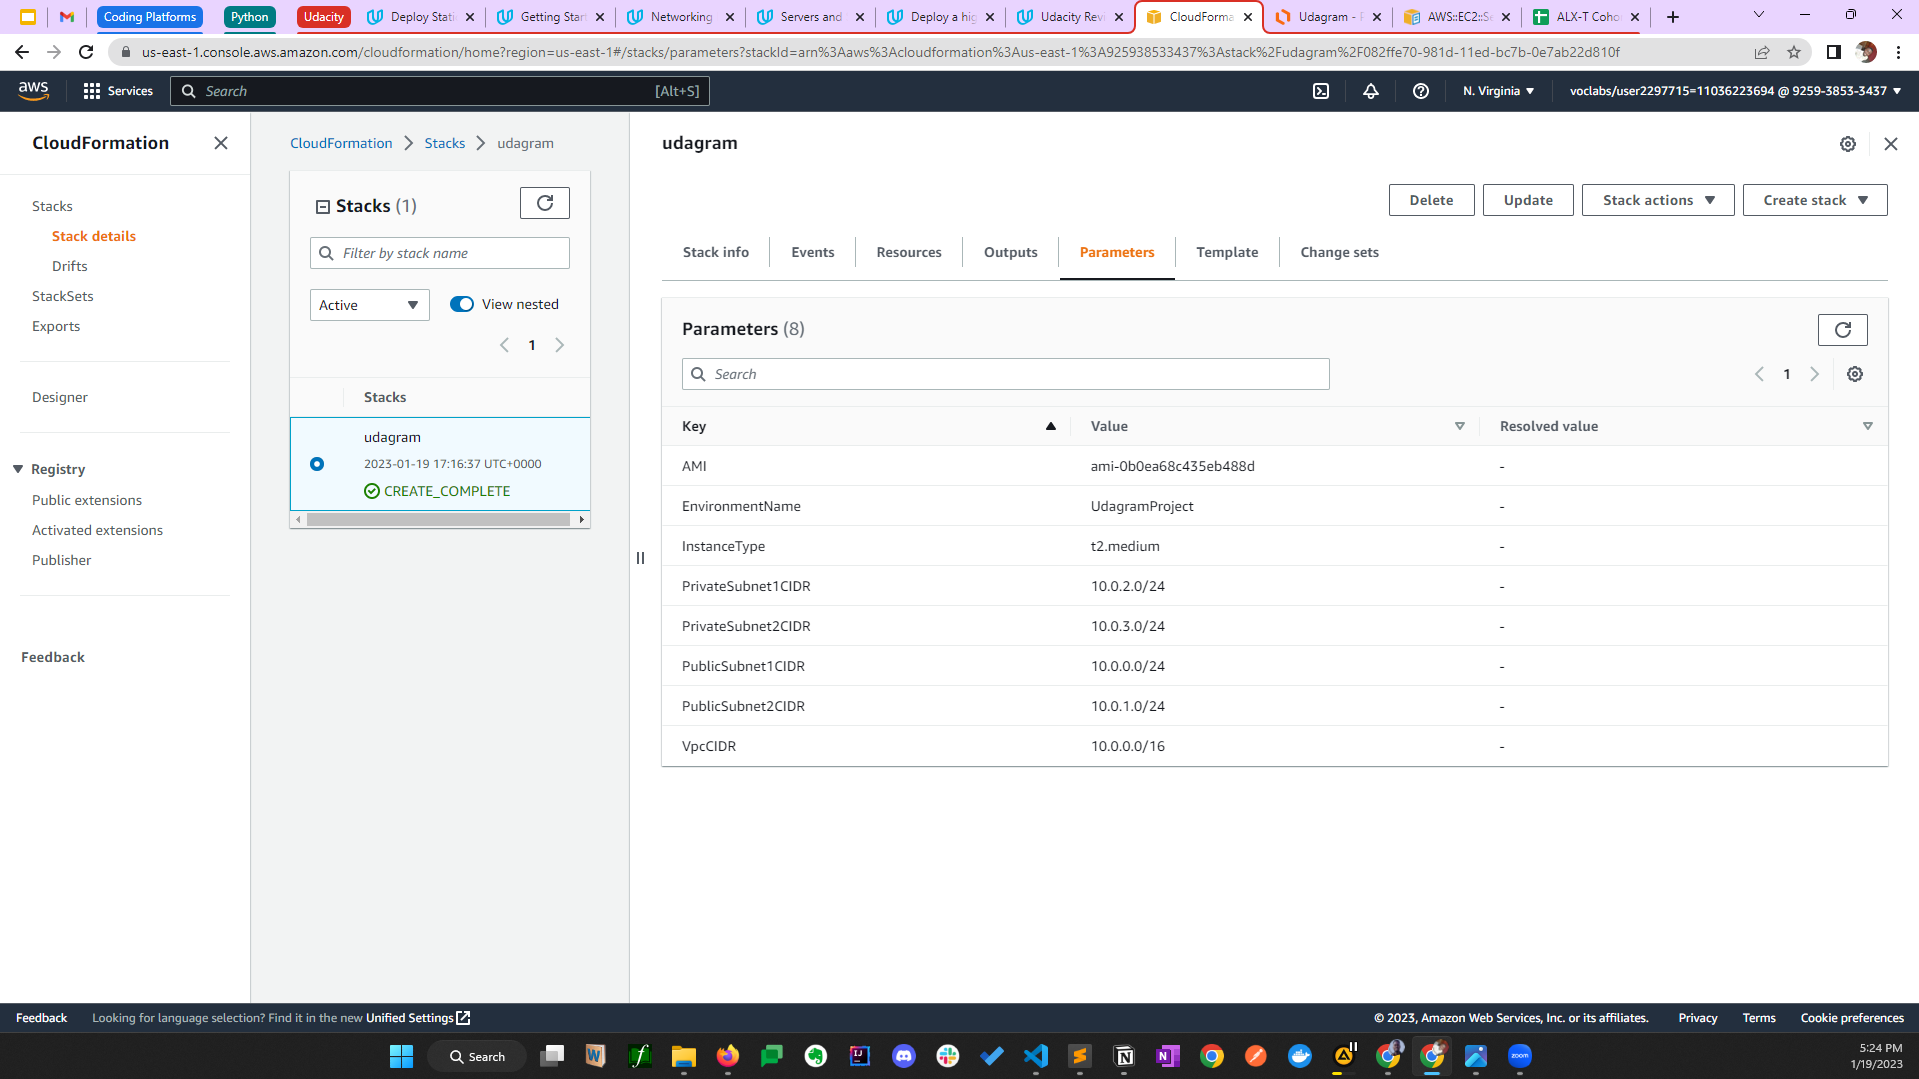 Coding Platforms
Python
Udacity
Deploy Stati
Getting Star
Networking
Servers and
Deploy a hig
Udacity Revi
CloudForma
Udagram - 
AWS::EC2::Se
ALX-T Coho
us-east-1.console.aws.amazon.com/cloudformation/home?region=us-east-1#/stacks/parameters?stackId=arn%3Aaws%3Acloudformation%3Aus-east-1%3A925938533437%3Astack%2Fudagram%2F082ffe70-981d-11ed-bc7b-0e7ab22d810f
aws
Services
Search
[Alt+S]
N. Virginia
voclabs/user2297715=11036223694 @ 9259-3853-3437
CloudFormation
Stacks
Stack details
Drifts
StackSets
Exports
Designer
Registry
Public extensions
Activated extensions
Publisher
Feedback
CloudFormation
Stacks
udagram
Stacks (1)
Filter by stack name
Active
View nested
1
Stacks
udagram
2023-01-19 17:16:37 UTC+0000
CREATE_COMPLETE
udagram
Delete
Update
Stack actions
Create stack
Stack info
Events
Resources
Outputs
Parameters
Template
Change sets
Parameters (8)
Search
1
Key Value Resolved value
AMI ami-0b0ea68c435eb488d -
EnvironmentName UdagramProject -
InstanceType t2.medium -
PrivateSubnet1CIDR 10.0.2.0/24 -
PrivateSubnet2CIDR 10.0.3.0/24 -
PublicSubnet1CIDR 10.0.0.0/24 -
PublicSubnet2CIDR 10.0.1.0/24 -
VpcCIDR 10.0.0.0/16 -
Feedback
Looking for language selection? Find it in the new Unified Settings
© 2023, Amazon Web Services, Inc. or its affiliates.
Privacy
Terms
Cookie preferences
Search
zoom
5:24 PM
1/19/2023